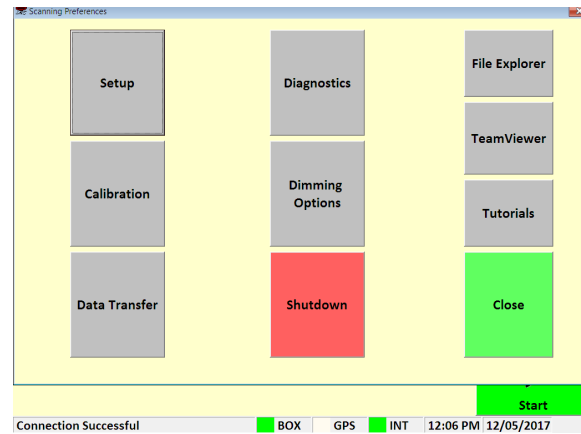 Scanning Preferences
Setup
Diagnostics
File Explorer
TeamViewer
Calibration
Dimming
Options
Tutorials
Data Transfer
Shutdown
Close
Start
Connection Successful
BOX
GPS
INT
12:06 PM
12/05/2017